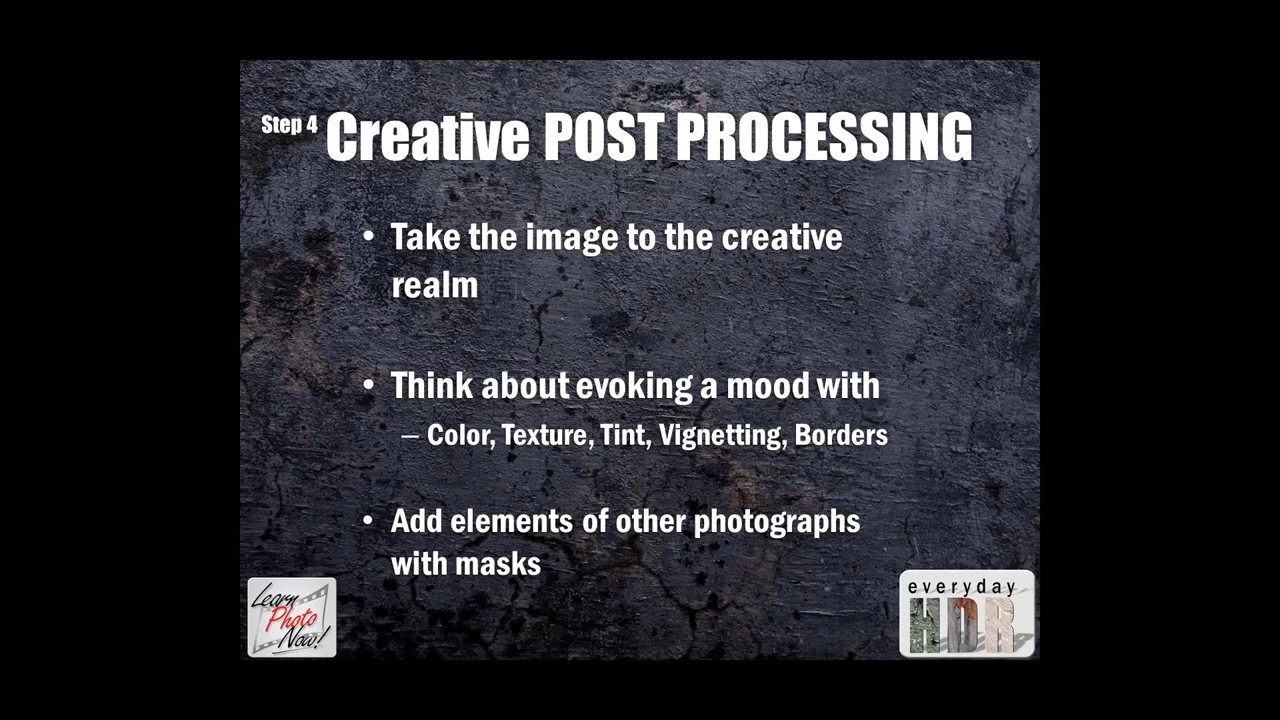 Step 4 Creative POST PROCESSING
• Take the image to the creative
realm
• Think about evoking a mood with
– Color, Texture, Tint, Vignetting, Borders
• Add elements of other photographs
with masks
Learn
Photo
Now!
everyday
HDR